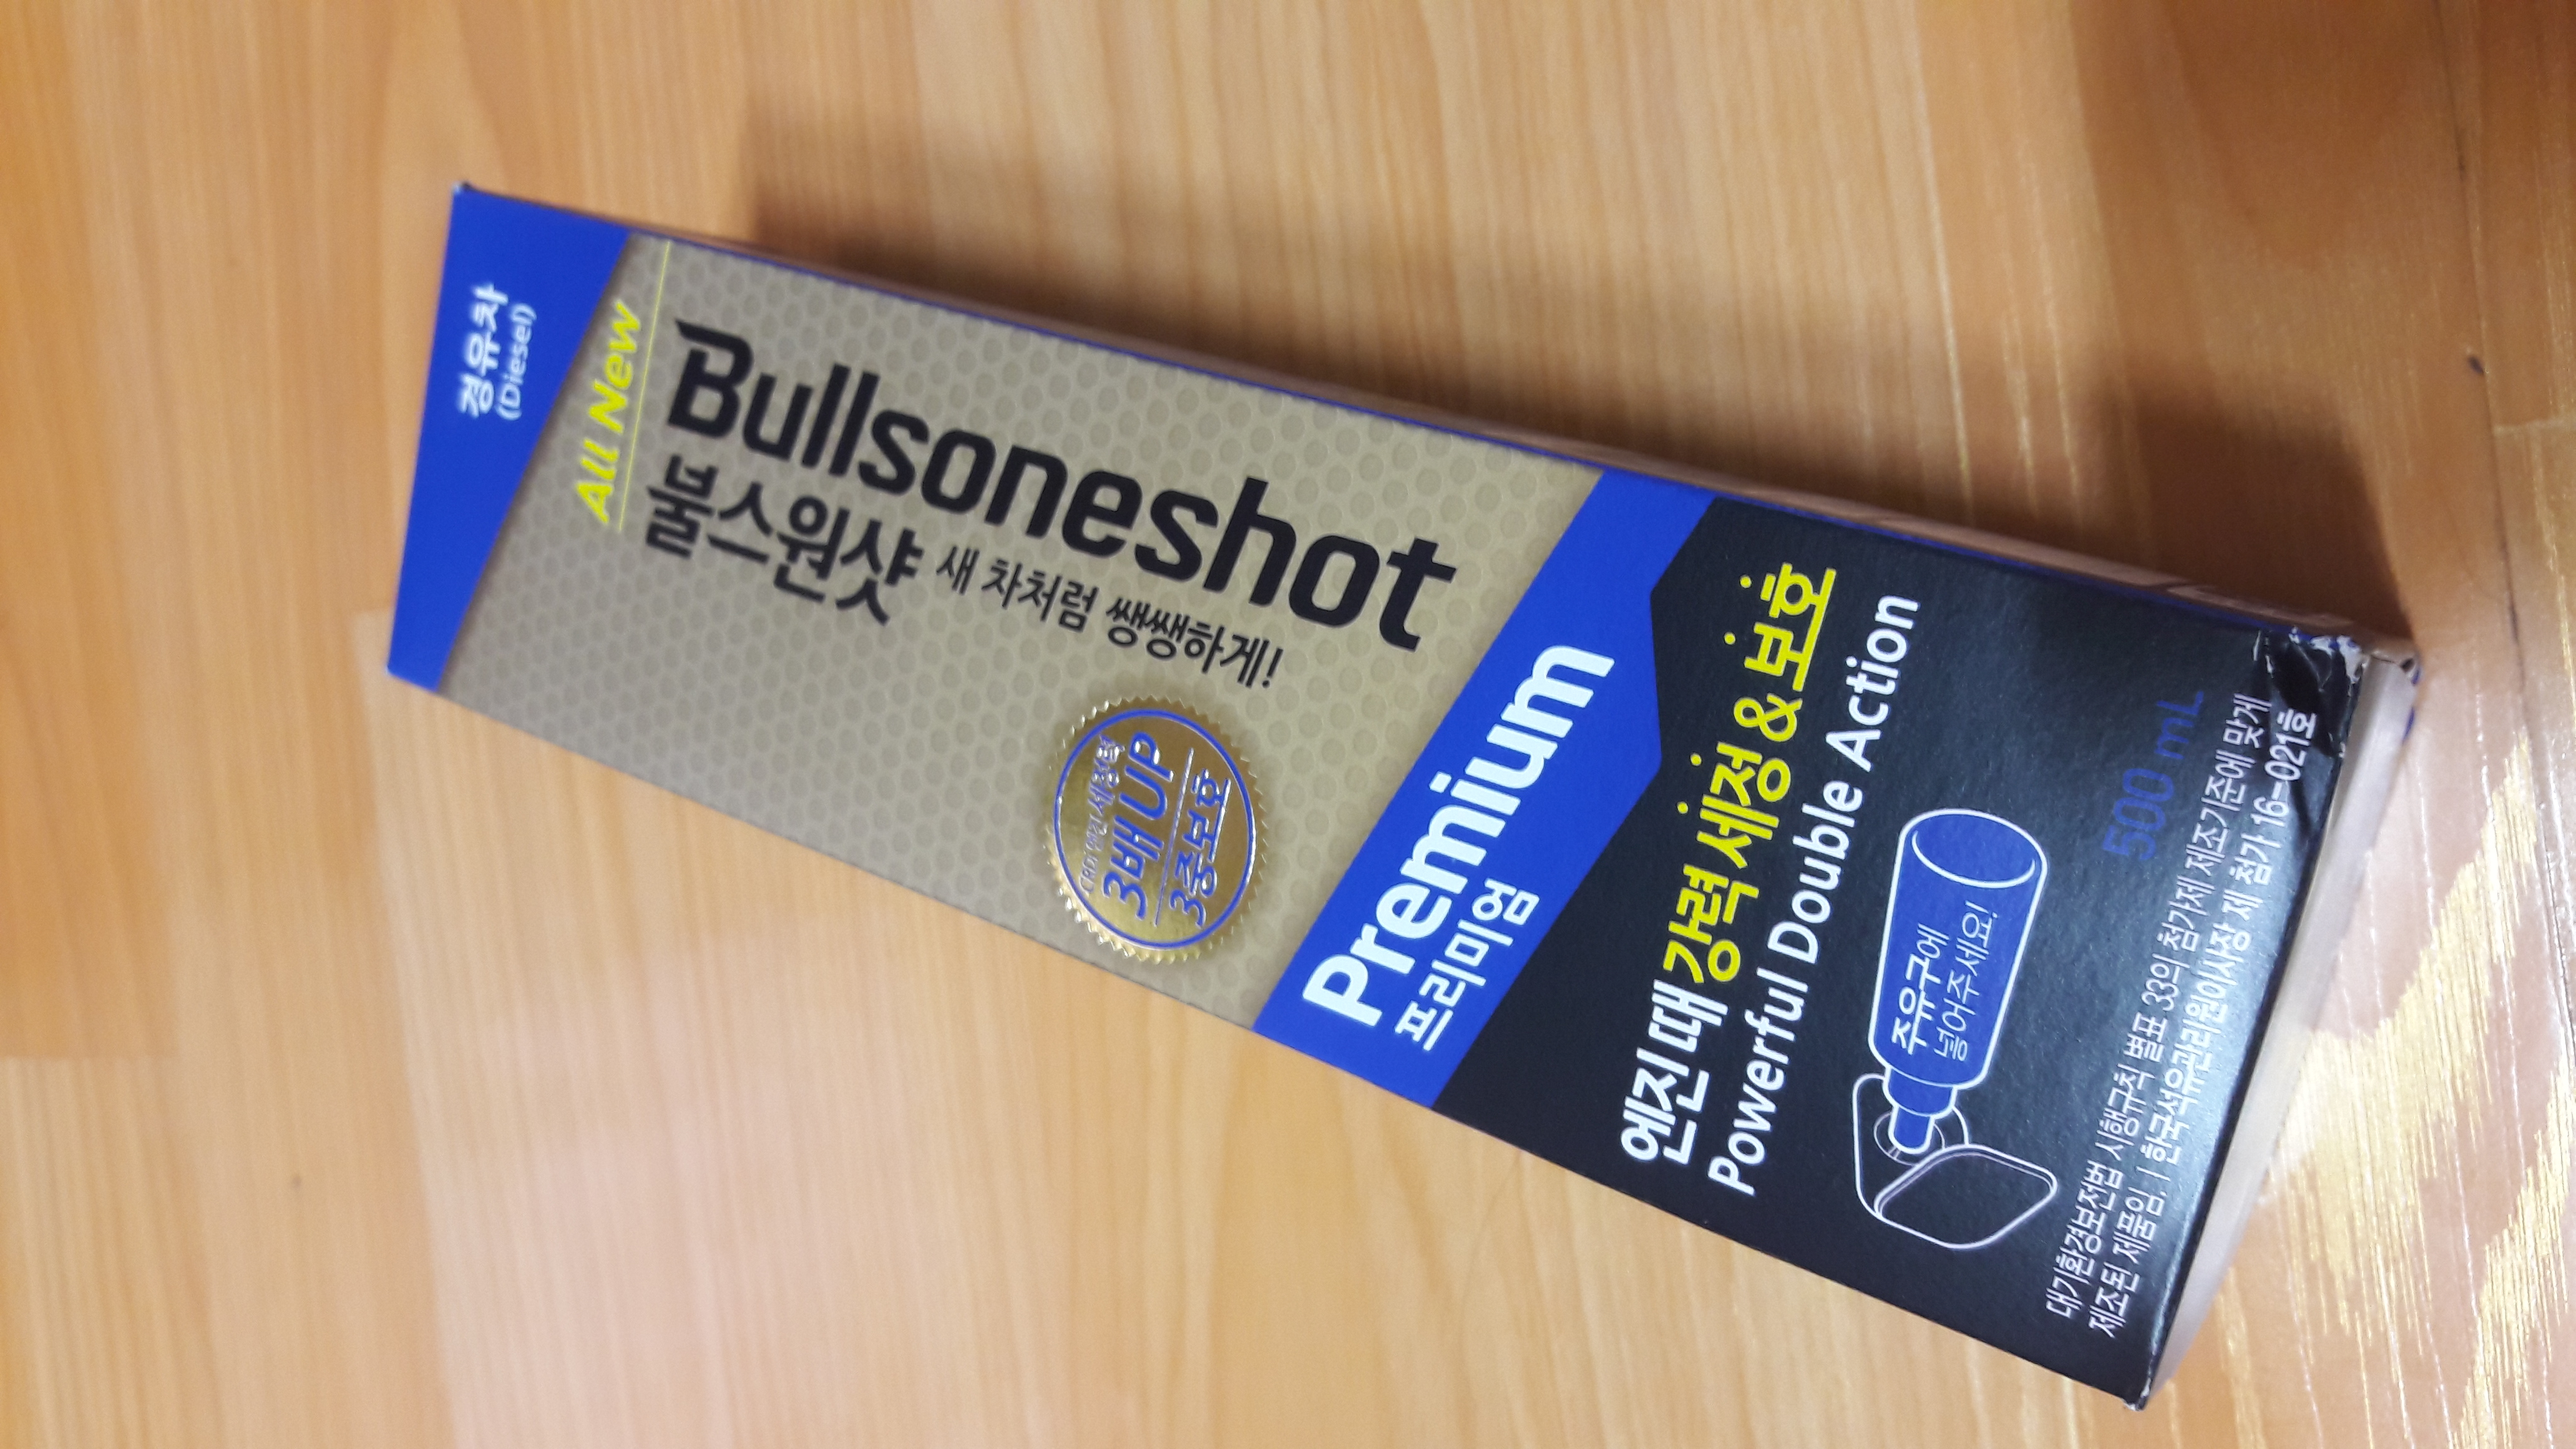 경유차
(Diesel)
All New
Bullsoneshot
불스원샷 새 차처럼 쌩쌩하게!
엔진세정력
3배 UP
3중보호
Premium
프리미엄
엔진 때 강력 세정 & 보호
Powerful Double Action
주유구에
넣어주세요!
500 mL
대기환경보전법 시행규칙 별표 33의 첨가제 제조기준에 맞게
제조된 제품임. | 한국석유관리원이사장 제 첨가 16-021호